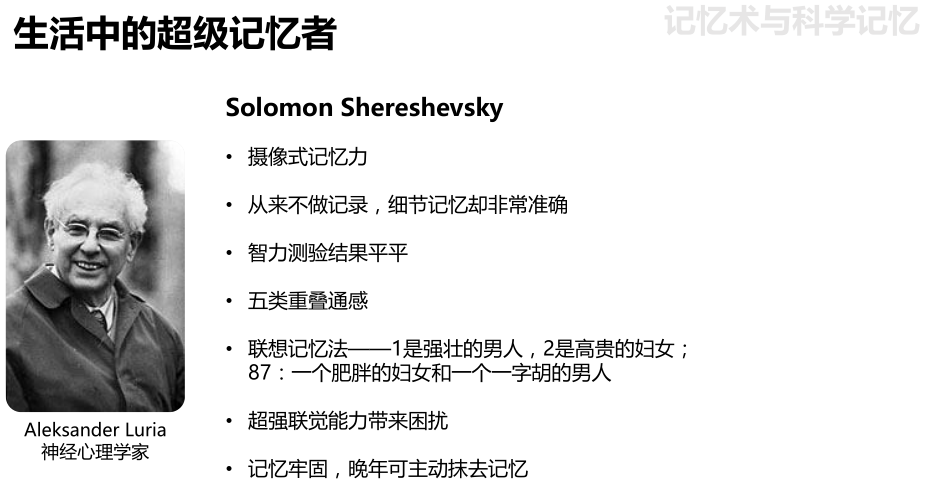 记忆术与科学记忆
生活中的超级记忆者
Solomon Shereshevsky
• 摄像式记忆力
• 从来不做记录，细节记忆却非常准确
• 智力测验结果平平
• 五类重叠通感
• 联想记忆法——1是强壮的男人，2是高贵的妇女；
87：一个肥胖的妇女和一个一字胡的男人
• 超强联觉能力带来困扰
• 记忆牢固，晚年可主动抹去记忆
Aleksander Luria
神经心理学家